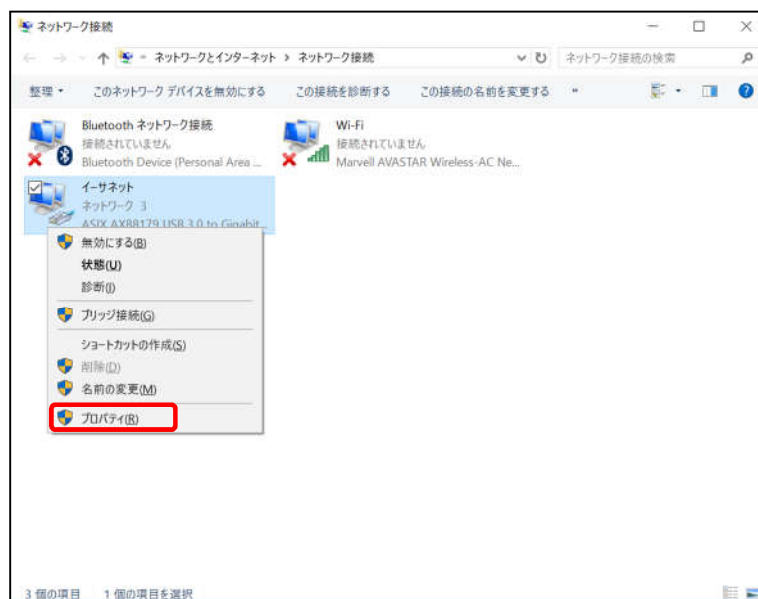 ネットワーク接続
ネットワークとインターネット › ネットワーク接続
ネットワーク接続の検索
整理 このネットワーク デバイスを無効にする この接続を診断する この接続の名前を変更する »
Bluetooth ネットワーク接続
接続されていません
Bluetooth Device (Personal Area ...
Wi-Fi
接続されていません
Marvell AVASTAR Wireless-AC Ne...
イーサネット
ネットワーク 3
ASIX AX88179 USB 3.0 to Gigabit...
無効にする(B)
状態(U)
診断(I)
ブリッジ接続(G)
ショートカットの作成(S)
削除(D)
名前の変更(M)
プロパティ(R)
3 個の項目 1 個の項目を選択